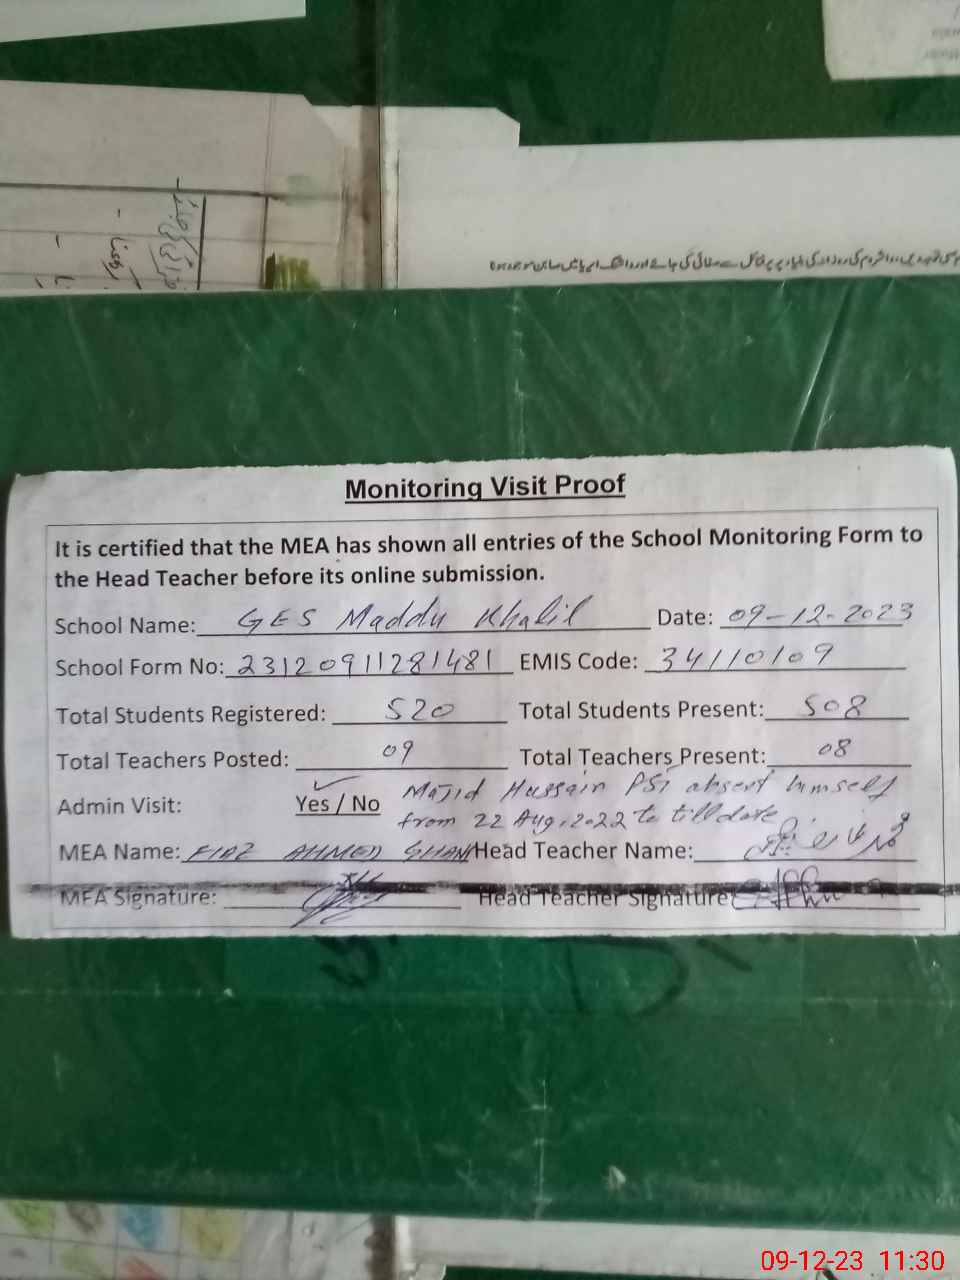 Monitoring Visit Proof
It is certified that the MEA has shown all entries of the School Monitoring Form to
the Head Teacher before its online submission.
School Name: GES Maddu Khalil Date: 09-12-2023
School Form No: 23120911281481 EMIS Code: 34110109
Total Students Registered: 520 Total Students Present: 508
Total Teachers Posted: 09 Total Teachers Present: 08
Admin Visit: Yes / No Majid Hussain PST absent himself
from 22 Aug, 2022 to till date
MEA Name: FIAZ AHMED Head Teacher Name:
MEA Signature: Head Teacher Signature:
09-12-23 11:30